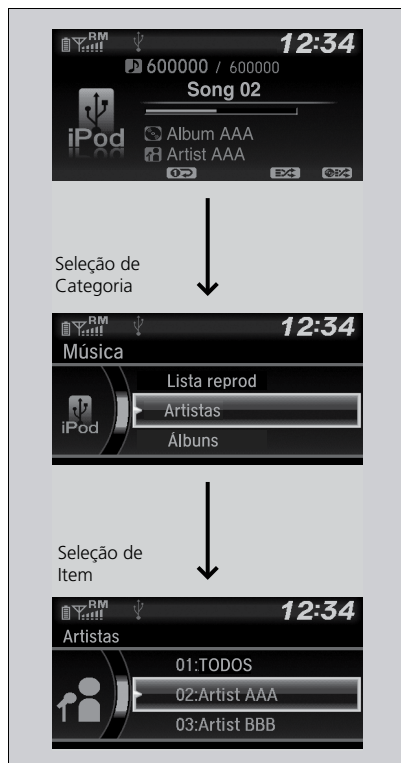 RM 12:34
600000 / 600000
Song 02
iPod
Album AAA
Artist AAA
Seleção de
Categoria
RM 12:34
Música
Lista reprod
iPod
Artistas
Álbuns
Seleção de
Item
RM 12:34
Artistas
01:TODOS
02:Artist AAA
03:Artist BBB